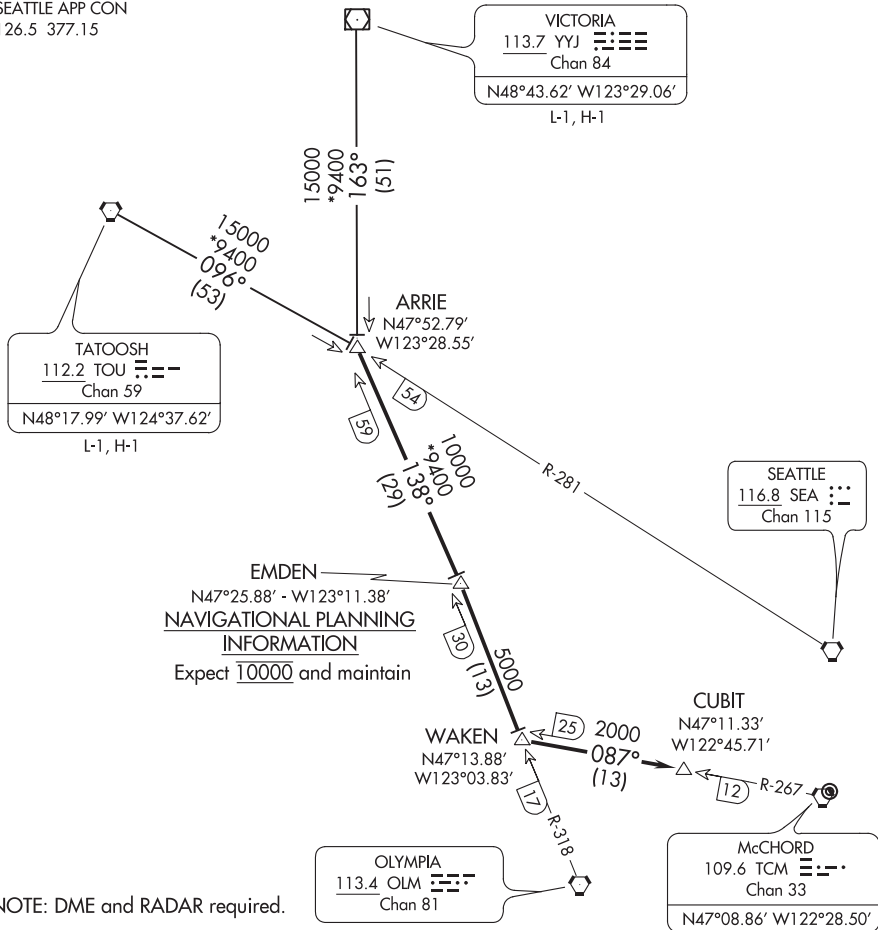 SEATTLE APP CON
126.5 377.15
VICTORIA
113.7 YYJ
Chan 84
N48°43.62' W123°29.06'
L-1, H-1
15000
*9400
163°
(51)
15000
*9400
096°
(53)
ARRIE
N47°52.79'
W123°28.55'
TATOOSH
112.2 TOU
Chan 59
N48°17.99' W124°37.62'
L-1, H-1
54
59
10000
*9400
138°
(29)
R-281
SEATTLE
116.8 SEA
Chan 115
EMDEN
N47°25.88' - W123°11.38'
NAVIGATIONAL PLANNING
INFORMATION
Expect 10000 and maintain
30
(13)
5000
WAKEN
N47°13.88'
W123°03.83'
25
2000
087°
(13)
CUBIT
N47°11.33'
W122°45.71'
12
R-267
17
R-318
OLYMPIA
113.4 OLM
Chan 81
McCHORD
109.6 TCM
Chan 33
N47°08.86' W122°28.50'
NOTE: DME and RADAR required.